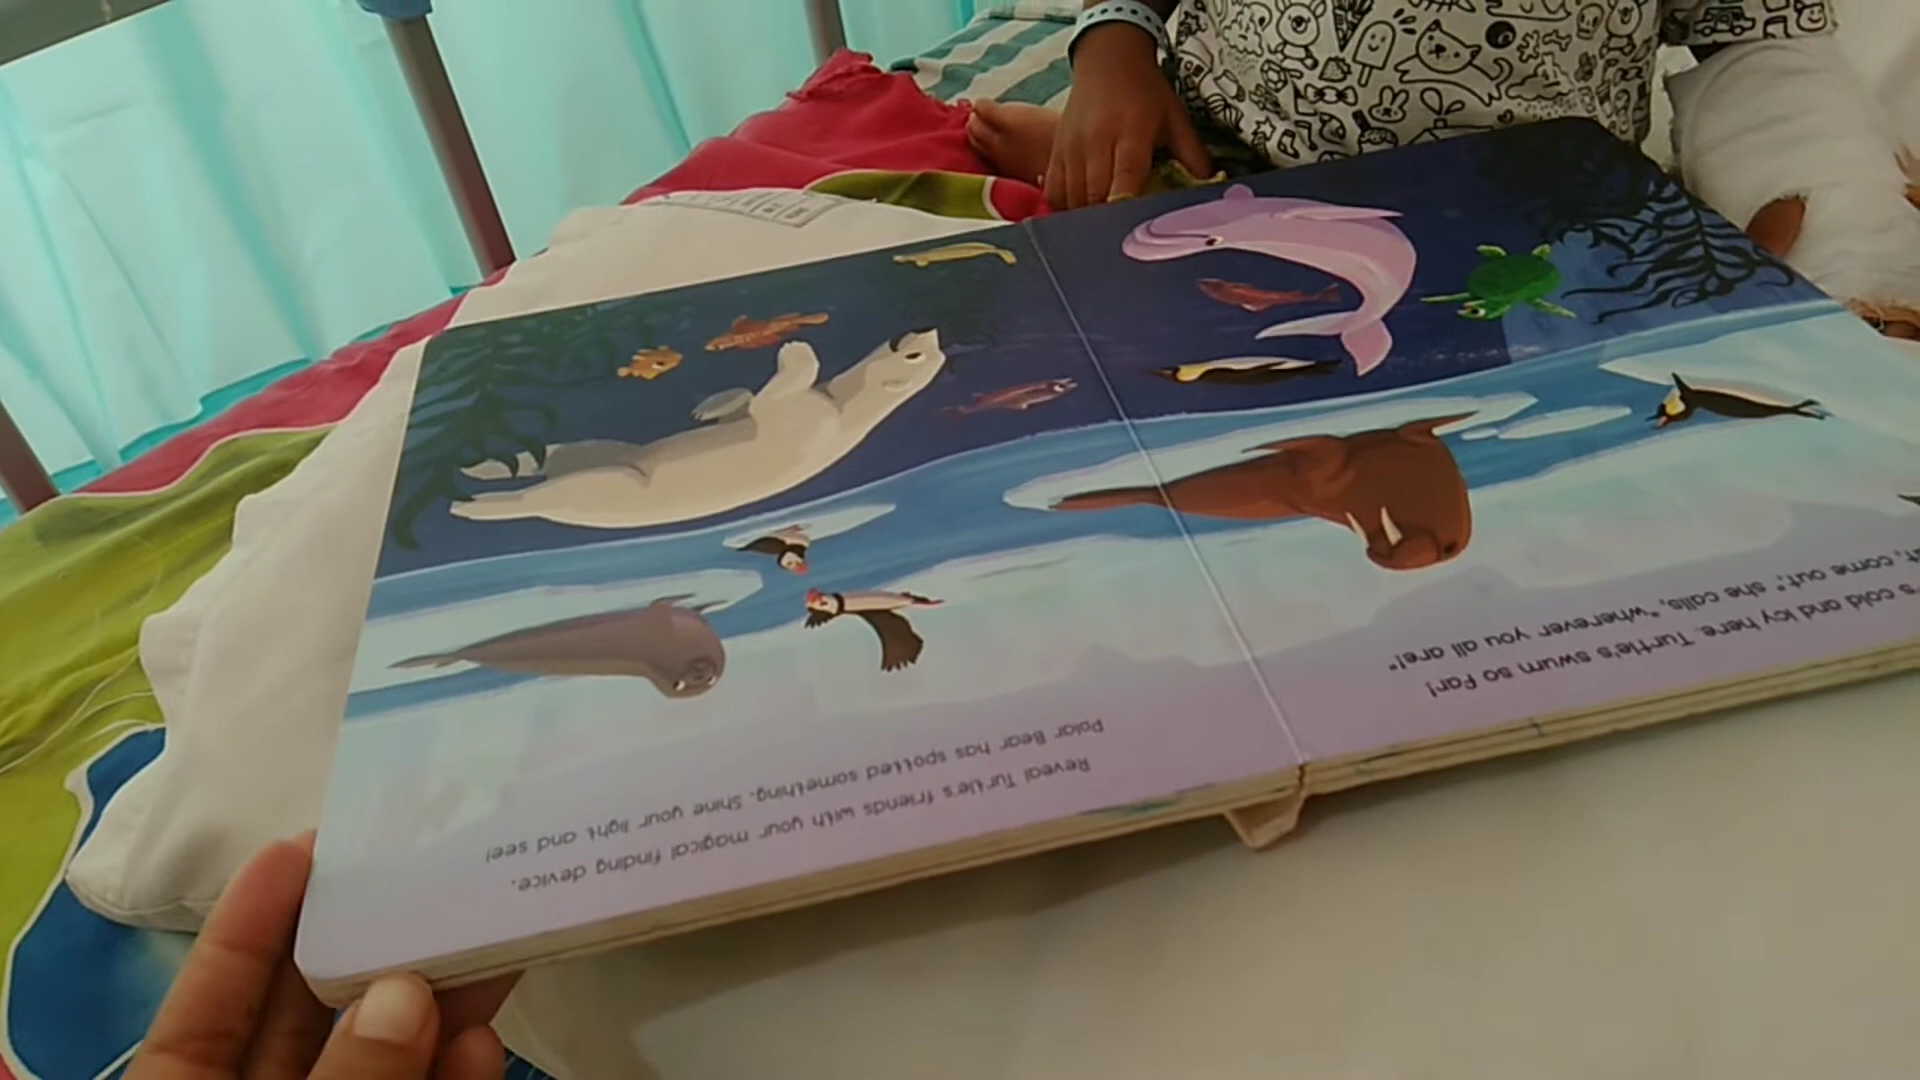 cold and icy here. Turtle's swum so far!
come out," she calls, "wherever you all are!"
Reveal Turtle's friends with your magical finding device.
Polar Bear has spotted something. Shine your light and see!